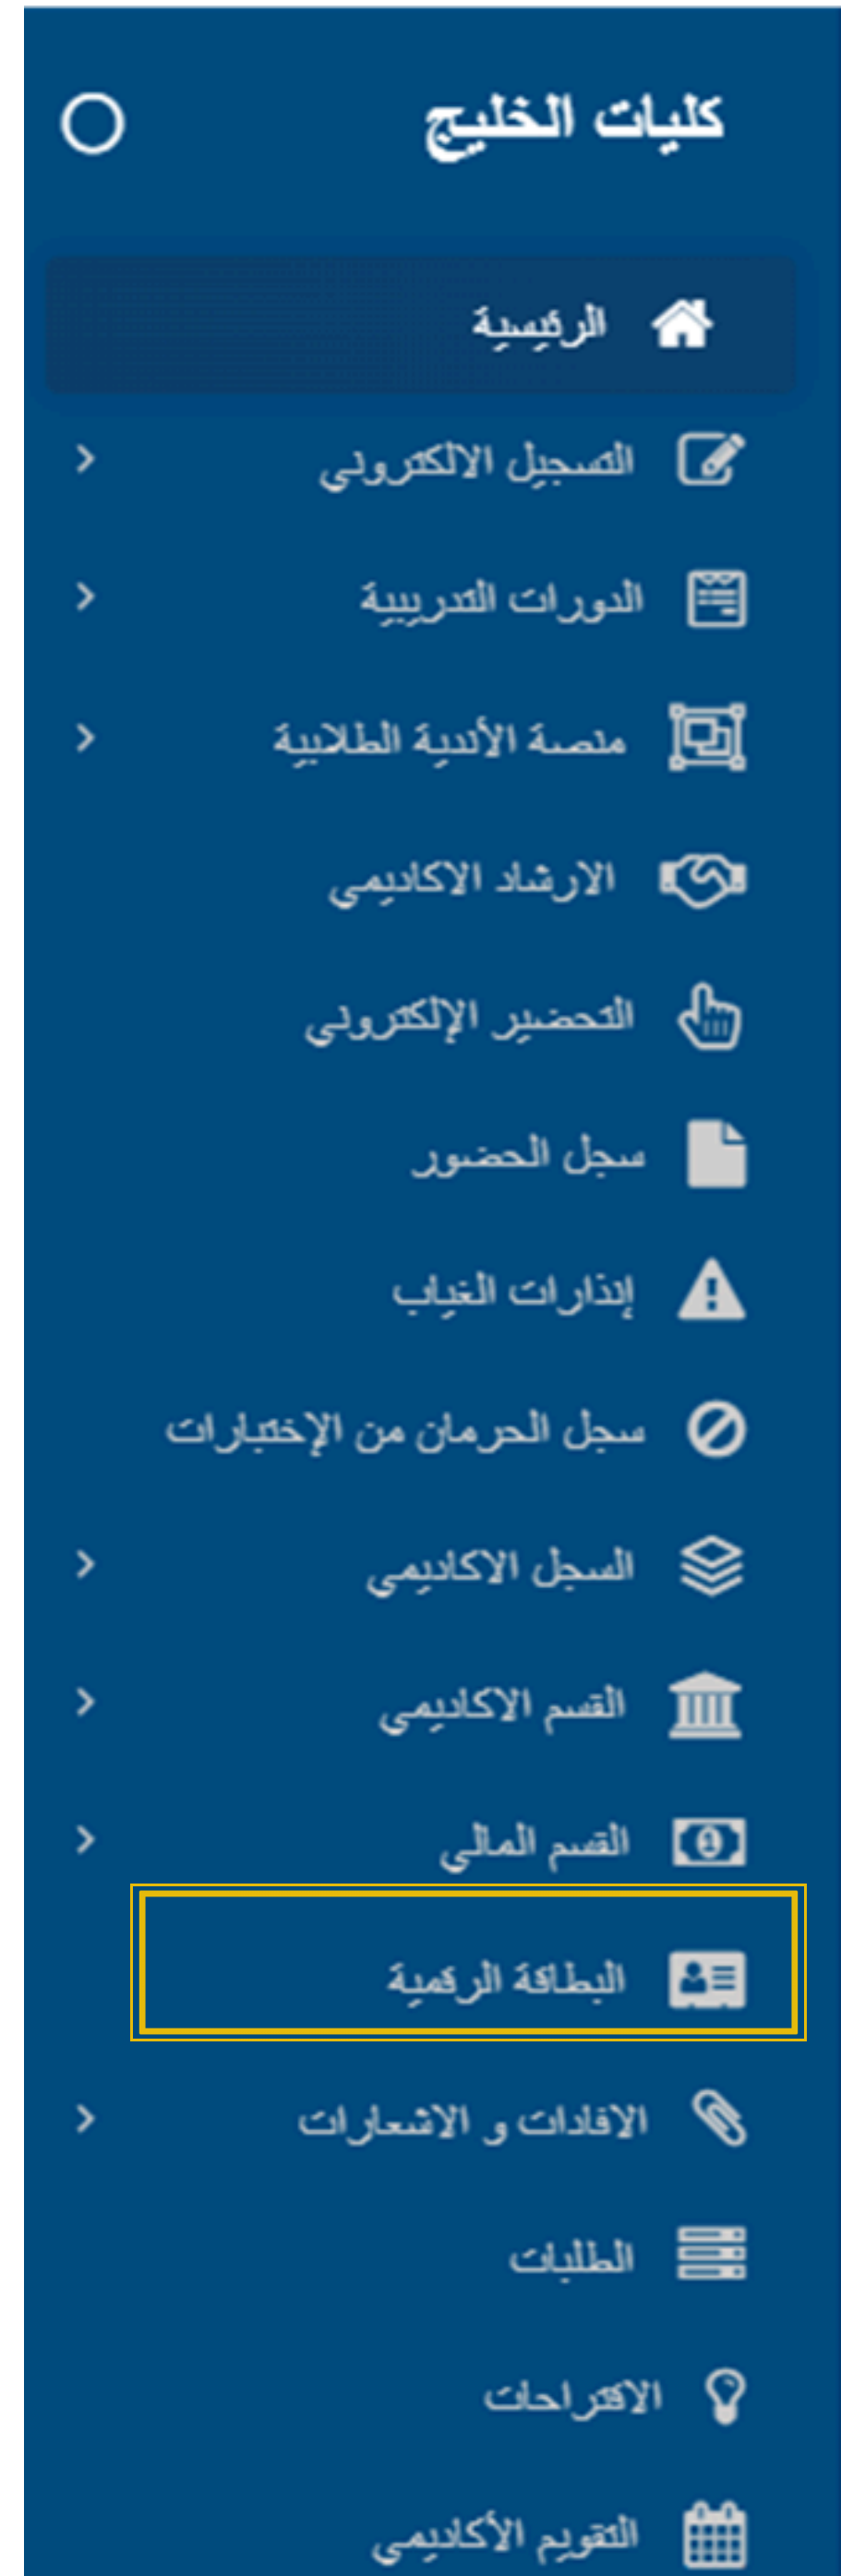 كليات الخليج
الرئيسية
التسجيل الالكتروني
الدورات التدريبية
منصة الأندية الطلابية
الارشاد الاكاديمي
التحضير الإلكتروني
سجل الحضور
إنذارات الغياب
سجل الحرمان من الإختبارات
السجل الاكاديمي
القسم الاكاديمي
القسم المالي
البطاقة الرقمية
الافادات و الاشعارات
الطلبات
الاقتراحات
التقويم الأكاديمي